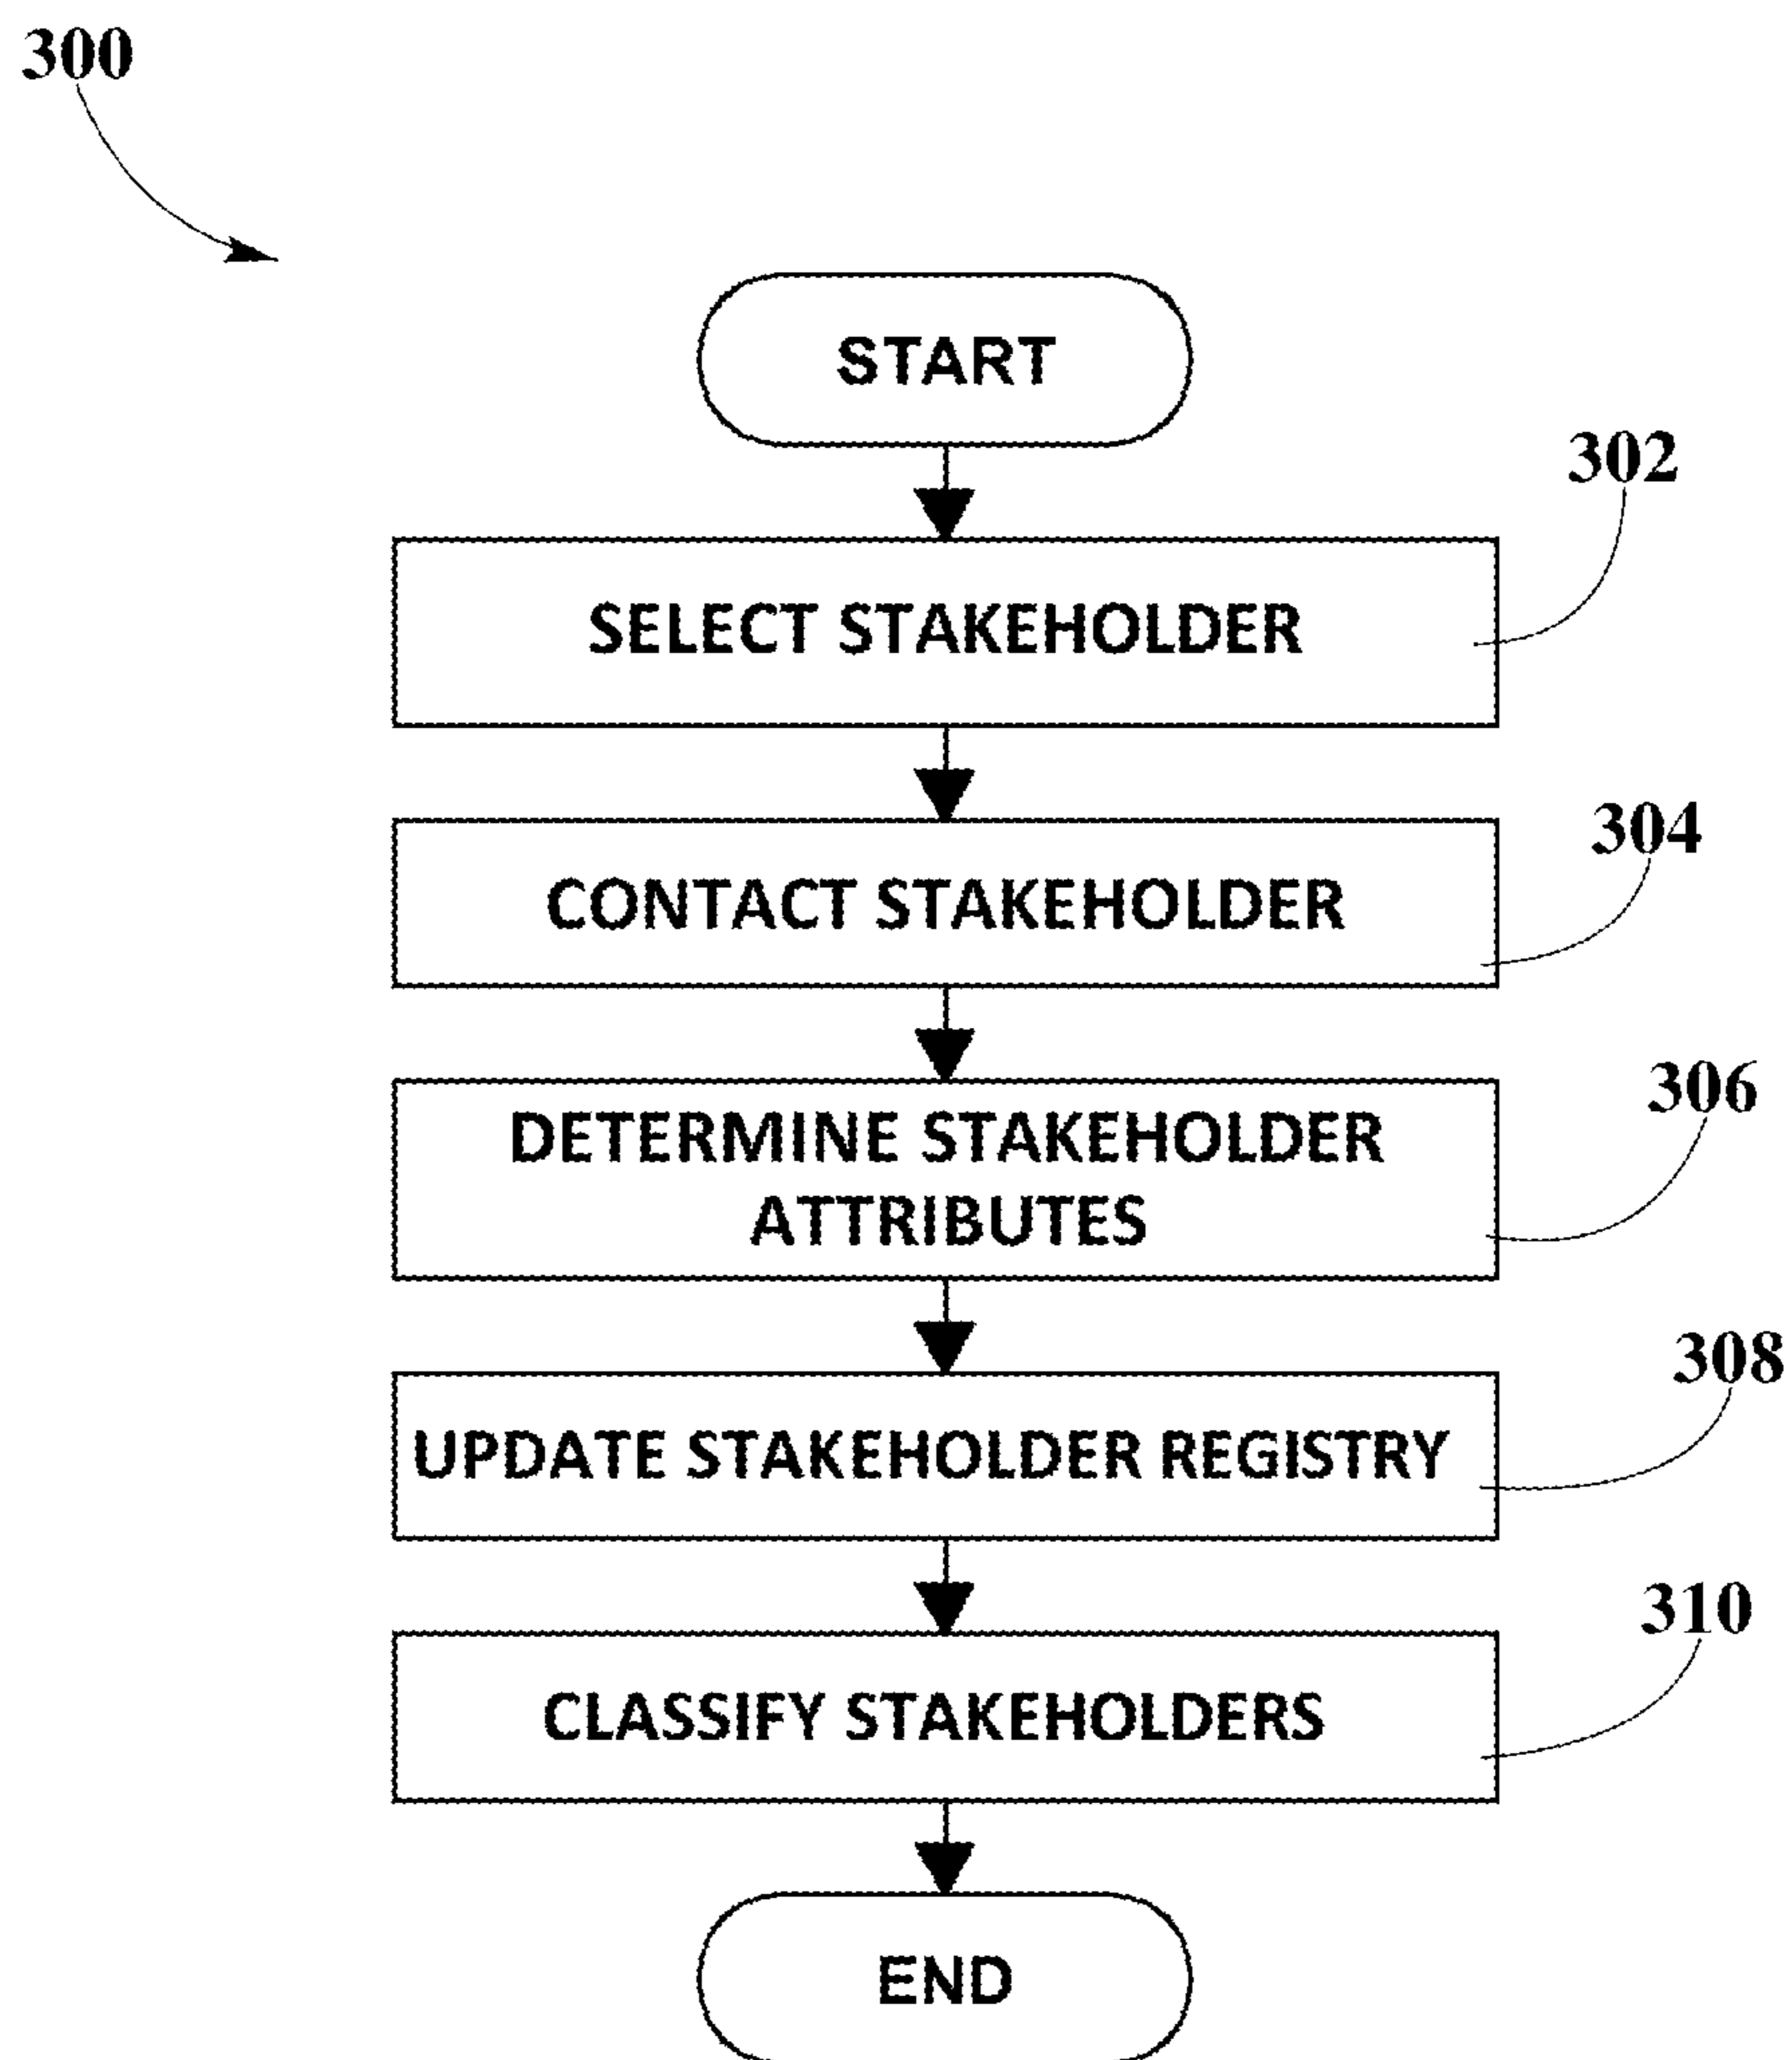 300
START
302
SELECT STAKEHOLDER
304
CONTACT STAKEHOLDER
306
DETERMINE STAKEHOLDER
ATTRIBUTES
308
UPDATE STAKEHOLDER REGISTRY
310
CLASSIFY STAKEHOLDERS
END